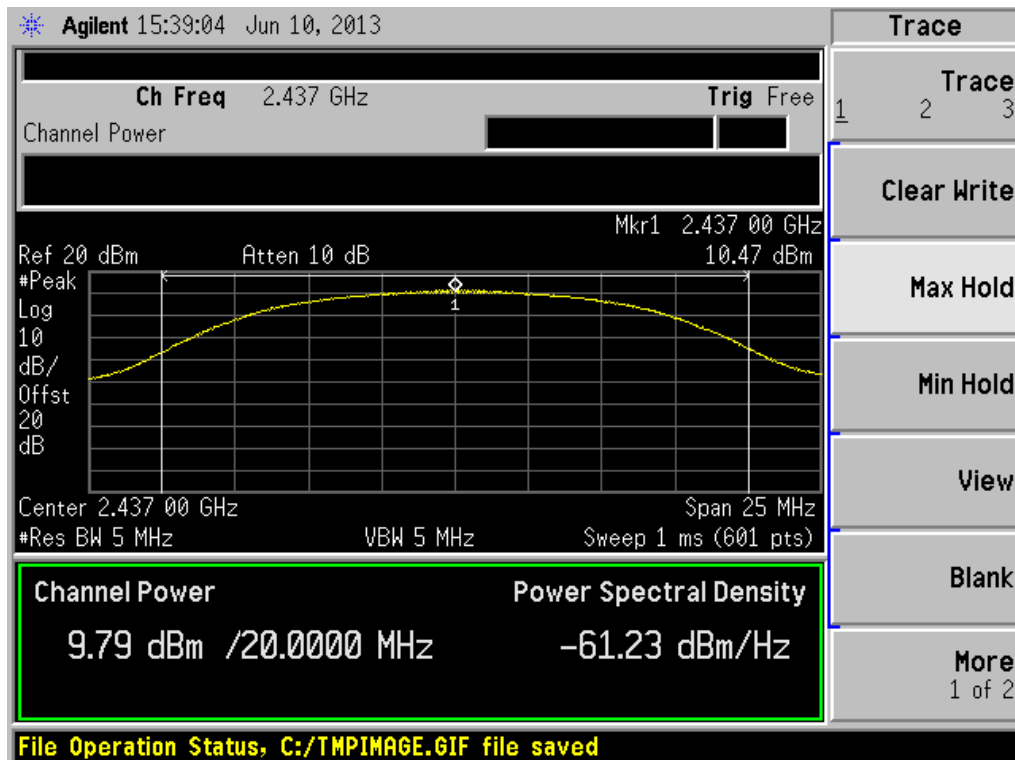 Agilent 15:39:04 Jun 10, 2013
Trace
Ch Freq 2.437 GHz Trig Free
Channel Power
Mkr1 2.437 00 GHz
Ref 20 dBm Atten 10 dB 10.47 dBm
#Peak
Log
10
dB/
Offst
20
dB
1
Center 2.437 00 GHz Span 25 MHz
#Res BW 5 MHz VBW 5 MHz Sweep 1 ms (601 pts)
Channel Power Power Spectral Density
9.79 dBm /20.0000 MHz -61.23 dBm/Hz
File Operation Status, C:/TMPIMAGE.GIF file saved
Trace
1 2 3
Clear Write
Max Hold
Min Hold
View
Blank
More
1 of 2